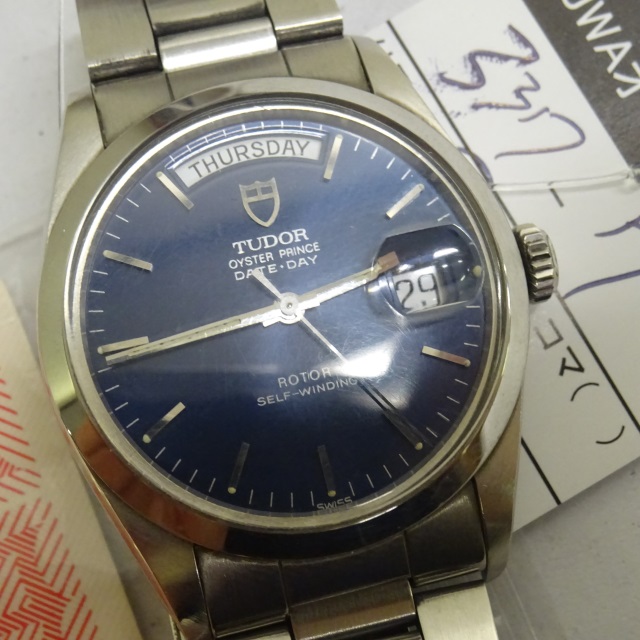 THURSDAY
TUDOR
OYSTER PRINCE
DATE·DAY
29
ROTOR
SELF-WINDING
SWISS